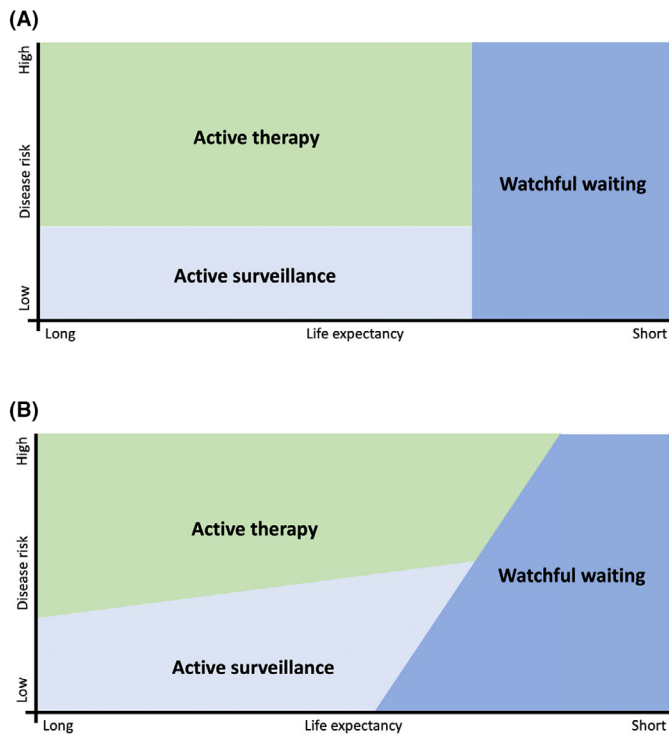 (A)
High
Active therapy
Disease risk
Watchful waiting
Active surveillance
Low
Long
Life expectancy
Short
(B)
High
Active therapy
Disease risk
Watchful waiting
Active surveillance
Low
Long
Life expectancy
Short